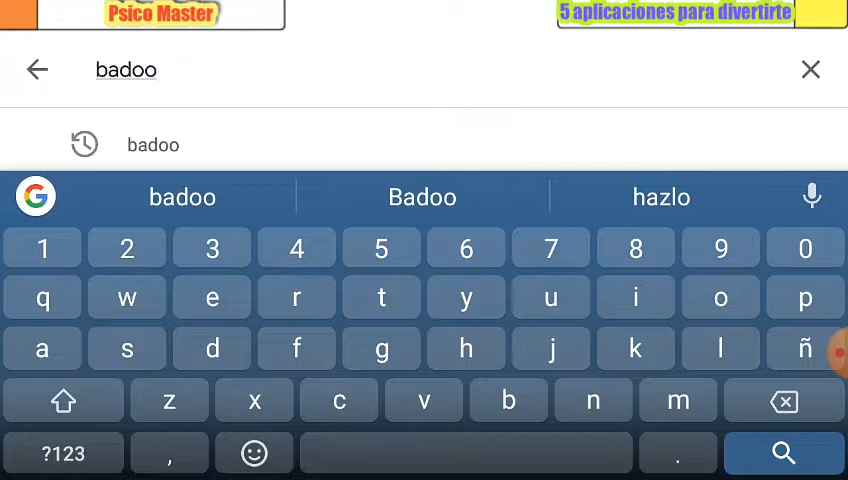 Psico Master
5 aplicaciones para divertirte
badoo
badoo
G badoo Badoo hazlo
1 2 3 4 5 6 7 8 9 0
q w e r t y u i o p
a s d f g h j k l ñ
z x c v b n m
?123 , .